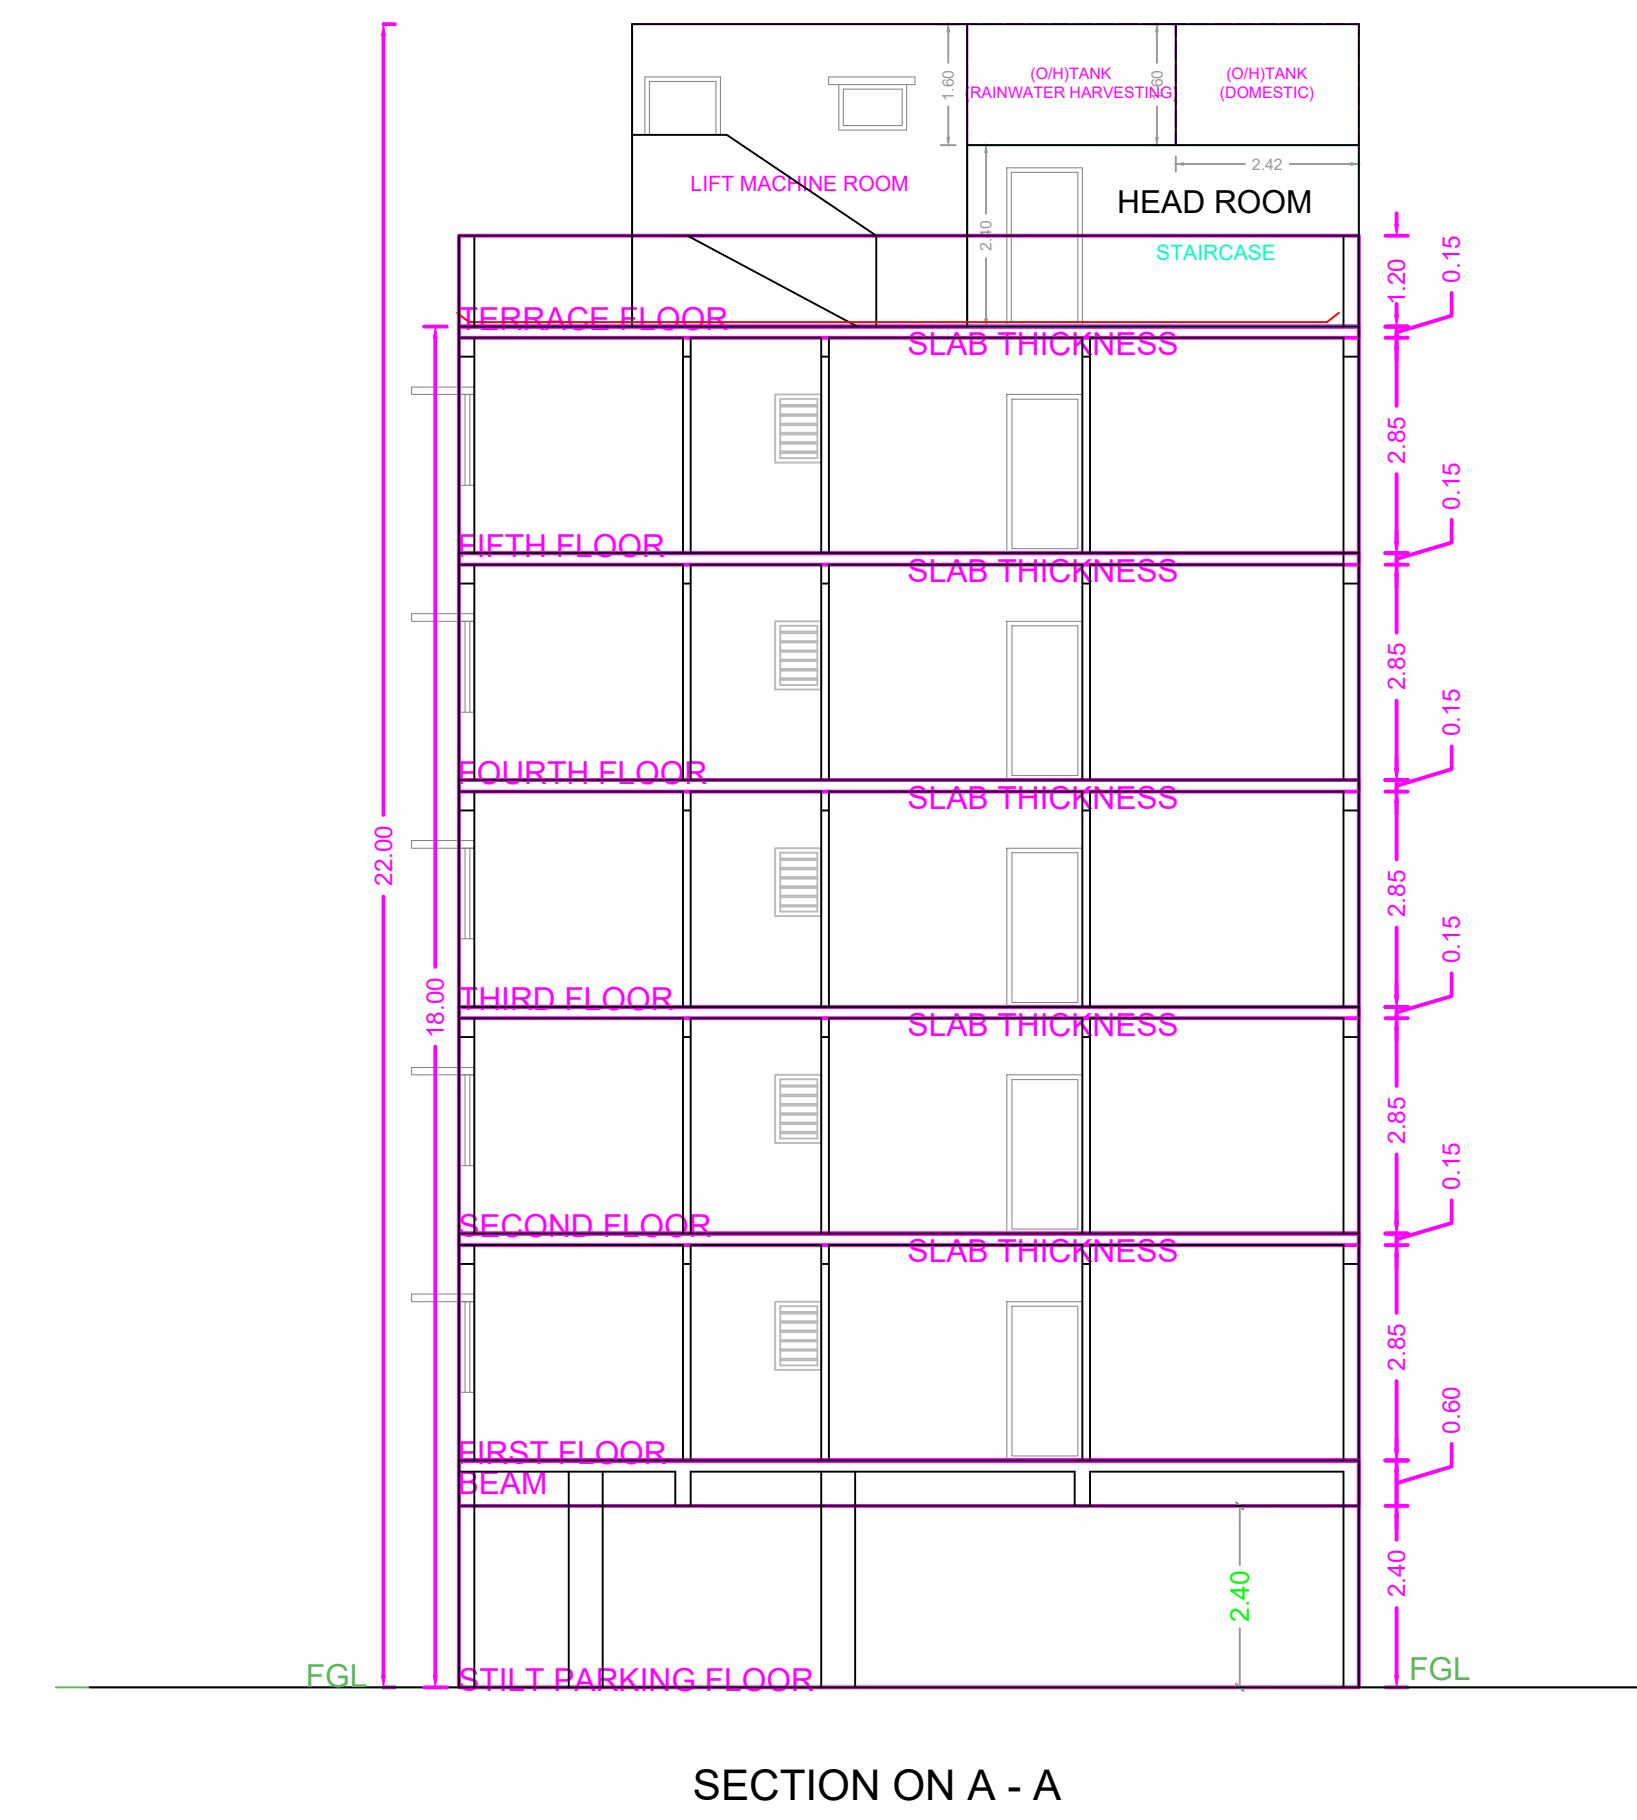 (O/H)TANK
(RAINWATER HARVESTING)
(O/H)TANK
(DOMESTIC)
1.60
1.60
2.42
LIFT MACHINE ROOM
HEAD ROOM
2.40
STAIRCASE
1.20
0.15
TERRACE FLOOR
SLAB THICKNESS
2.85
0.15
FIFTH FLOOR
SLAB THICKNESS
2.85
0.15
FOURTH FLOOR
SLAB THICKNESS
22.00
2.85
0.15
THIRD FLOOR
18.00
SLAB THICKNESS
2.85
0.15
SECOND FLOOR
SLAB THICKNESS
2.85
0.60
FIRST FLOOR
BEAM
2.40
2.40
FGL
STILT PARKING FLOOR
FGL
SECTION ON A - A